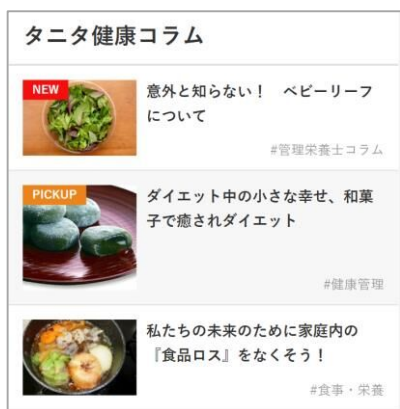 タニタ健康コラム
NEW
意外と知らない！　ベビーリーフ
について
#管理栄養士コラム
PICKUP
ダイエット中の小さな幸せ、和菓
子で癒されダイエット
#健康管理
私たちの未来のために家庭内の
『食品ロス』をなくそう！
#食事・栄養